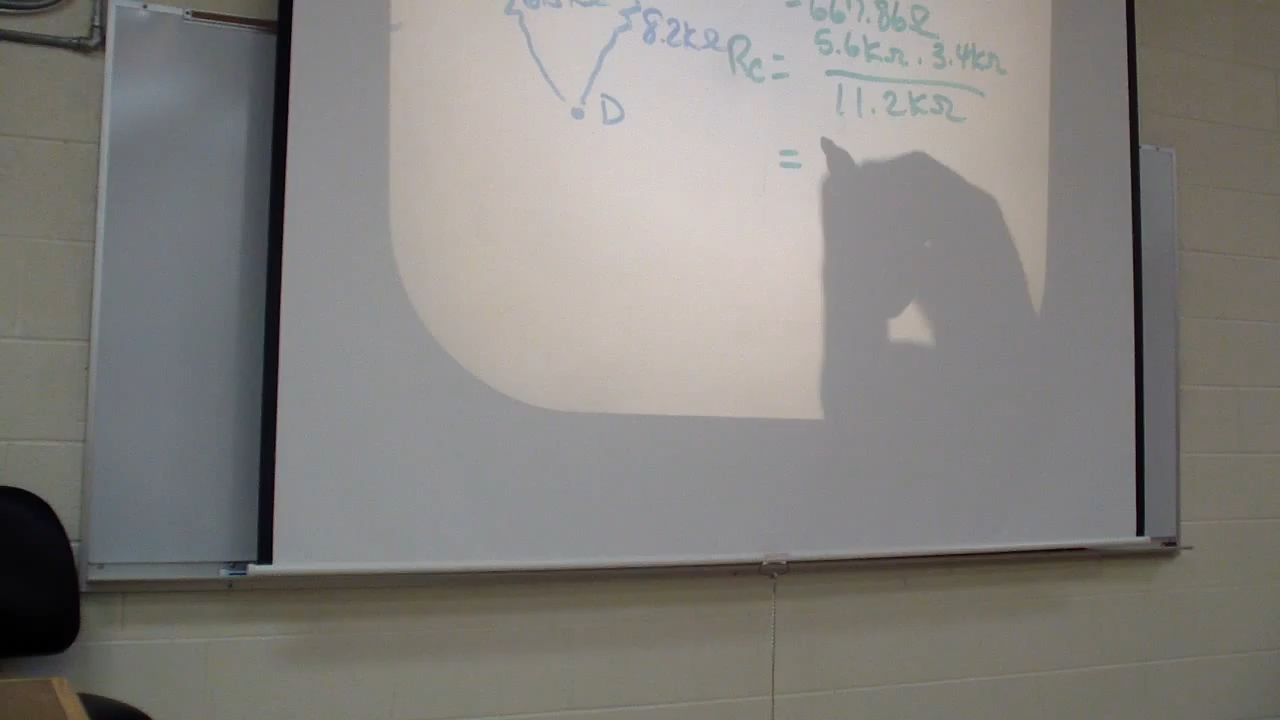 = 667.86Ω
8.2kΩ
Rc = 5.6kΩ . 3.4kΩ
11.2kΩ
D
=